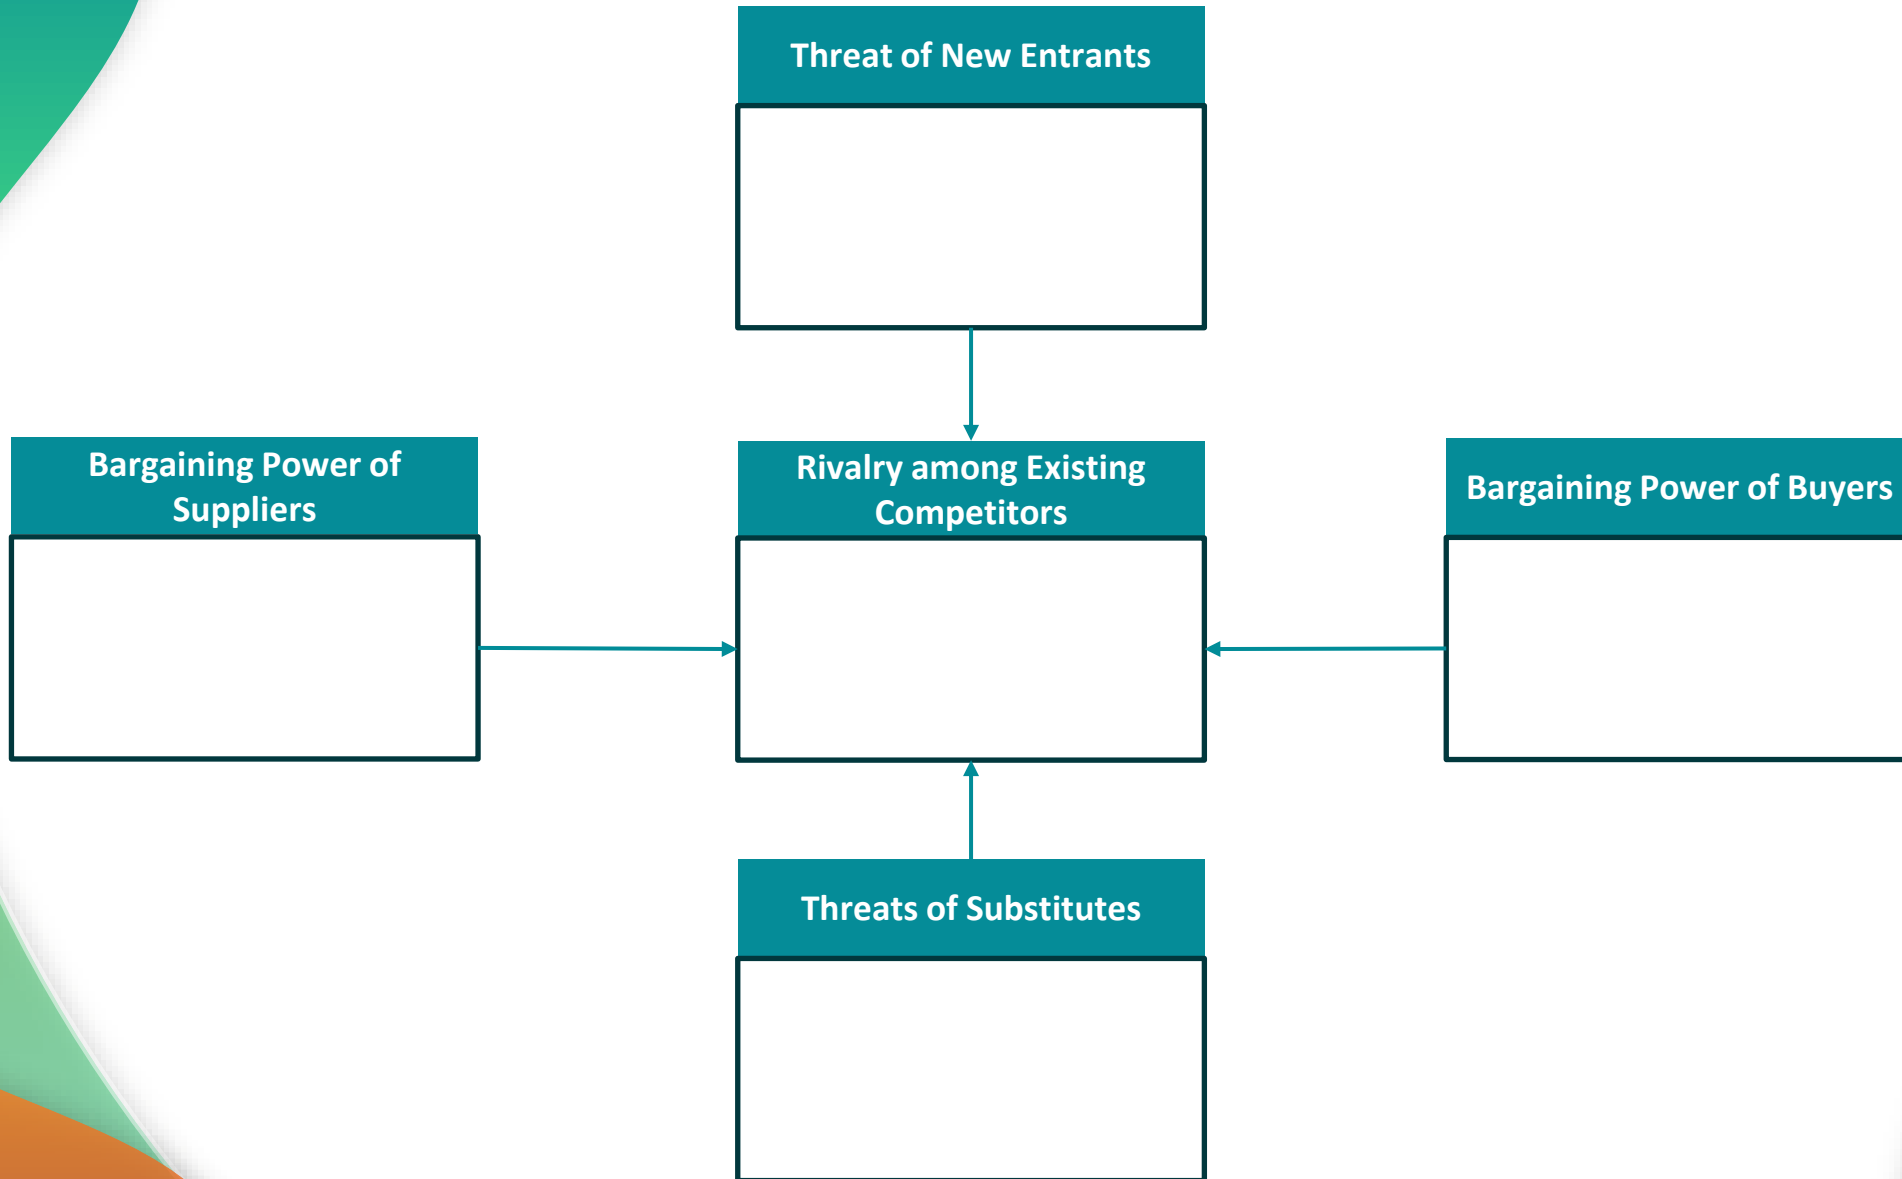 Threat of New Entrants
Bargaining Power of
Suppliers
Rivalry among Existing
Competitors
Bargaining Power of Buyers
Threats of Substitutes